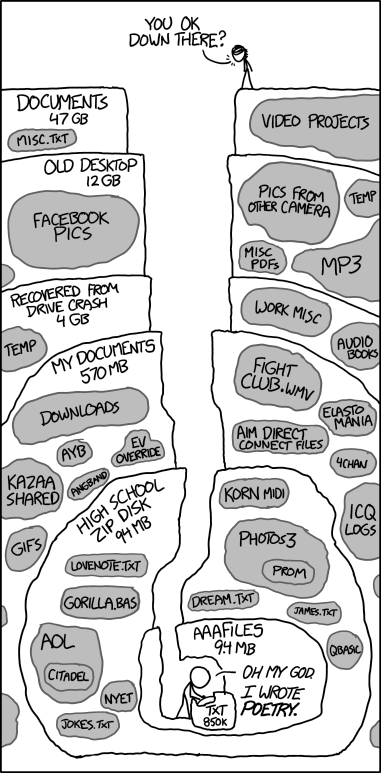 YOU OK
DOWN THERE?
DOCUMENTS
47 GB
MISC.TXT
VIDEO PROJECTS
OLD DESKTOP
12 GB
FACEBOOK
PICS
PICS FROM
OTHER CAMERA
TEMP
MISC
PDFS
MP3
RECOVERED FROM
DRIVE CRASH
4 GB
TEMP
WORK MISC
AUDIO
BOOKS
MY DOCUMENTS
570 MB
DOWNLOADS
AYB
EV
OVERRIDE
KAZAA
SHARED
ANGBAND
GIFS
FIGHT
CLUB.WMV
ELASTO
MANIA
AIM DIRECT
CONNECT FILES
4CHAN
ICQ
LOGS
QBASIC
HIGH SCHOOL
ZIP DISK
94 MB
LOVENOTE.TXT
GORILLA.BAS
AOL
CITADEL
NYET
JOKES.TXT
KORN MIDI
PHOTOS3
PROM
DREAM.TXT
JAMES.TXT
AAAFILES
9.4 MB
OH MY GOD.
I WROTE
POETRY.
TXT
850K